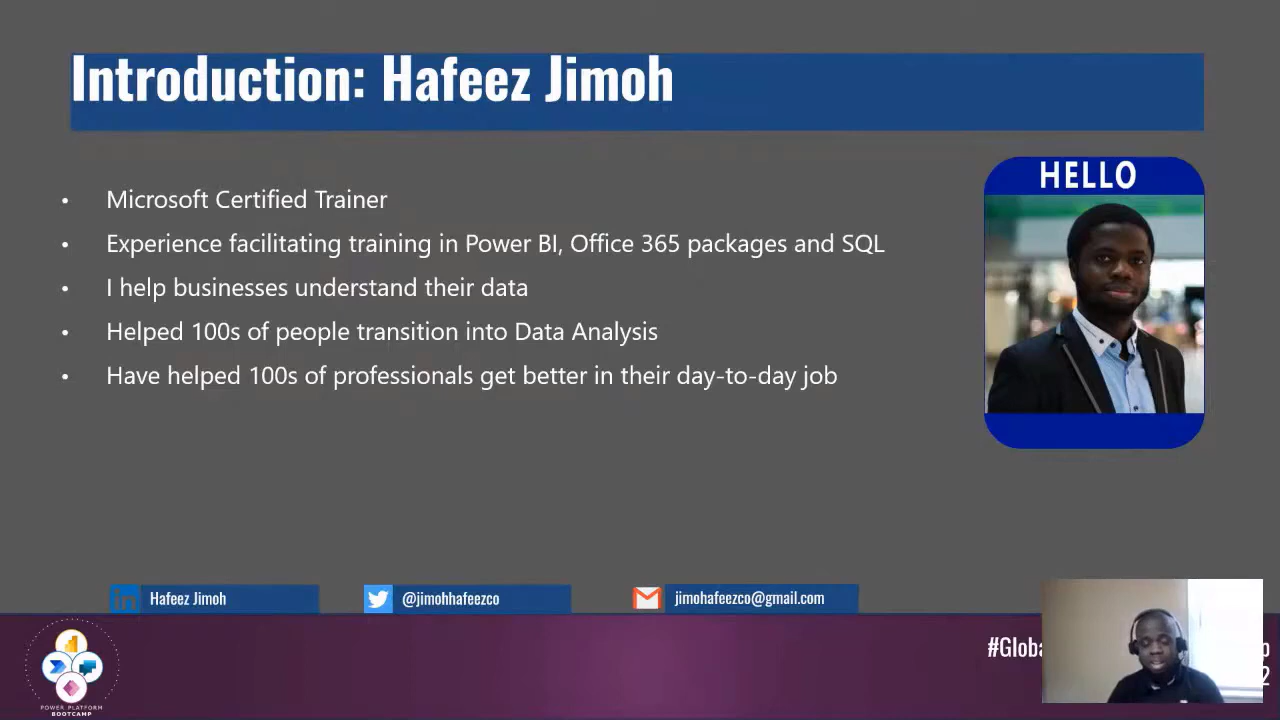 Introduction: Hafeez Jimoh
HELLO
• Microsoft Certified Trainer
• Experience facilitating training in Power BI, Office 365 packages and SQL
• I help businesses understand their data
• Helped 100s of people transition into Data Analysis
• Have helped 100s of professionals get better in their day-to-day job
in Hafeez Jimoh
@jimohhafeezco
jimohafeezco@gmail.com
POWER PLATFORM
BOOTCAMP